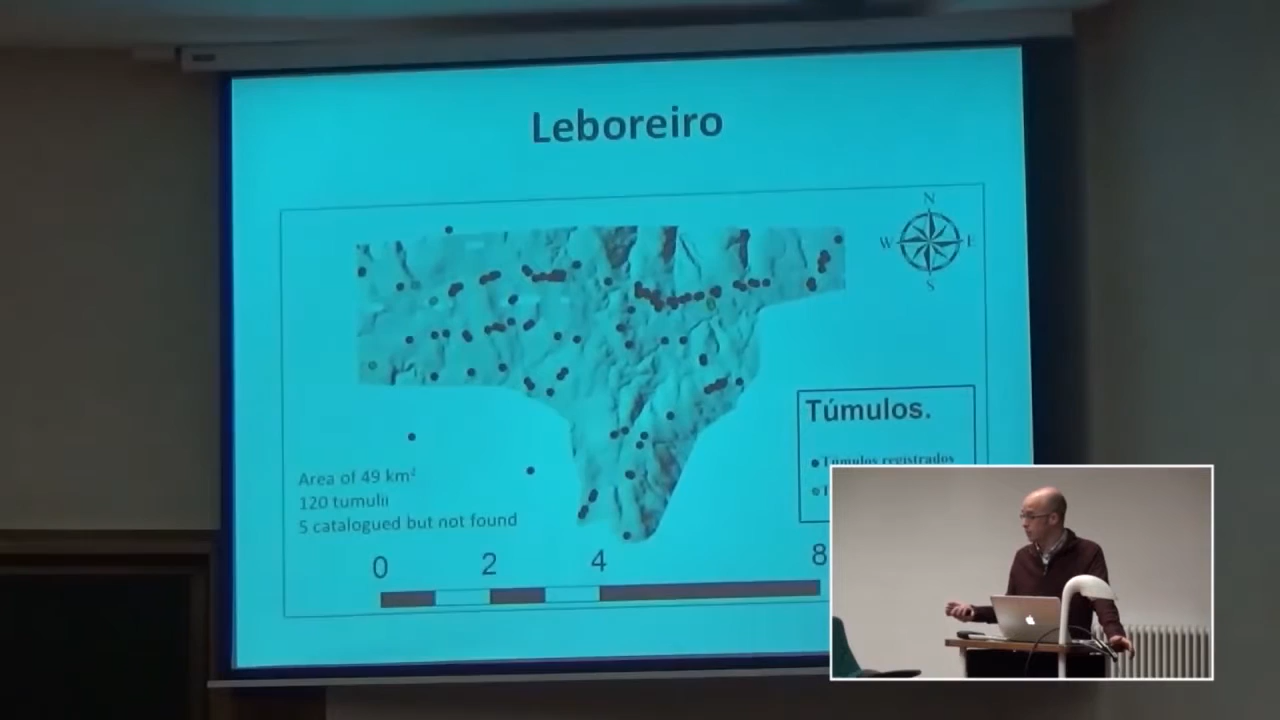 Leboreiro
N
W E
S
Túmulos.
Túmulos registrados
Area of 49 km²
120 tumulii
5 catalogued but not found
0 2 4 8